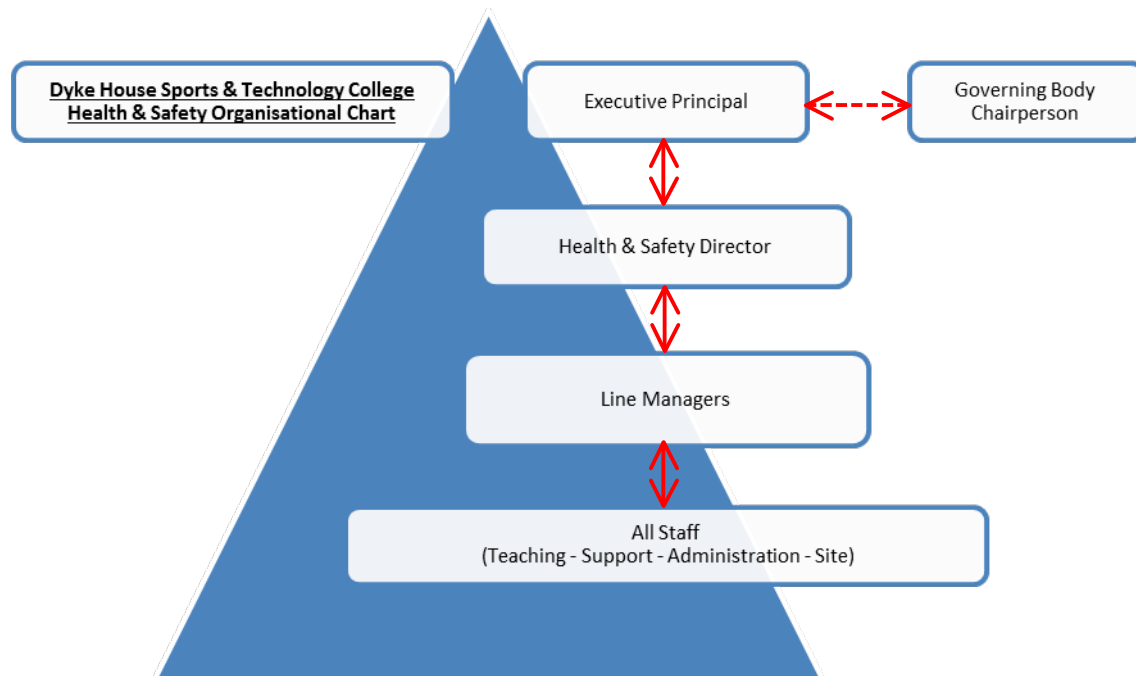 Dyke House Sports & Technology College
Health & Safety Organisational Chart
Executive Principal
Governing Body
Chairperson
Health & Safety Director
Line Managers
All Staff
(Teaching - Support - Administration - Site)